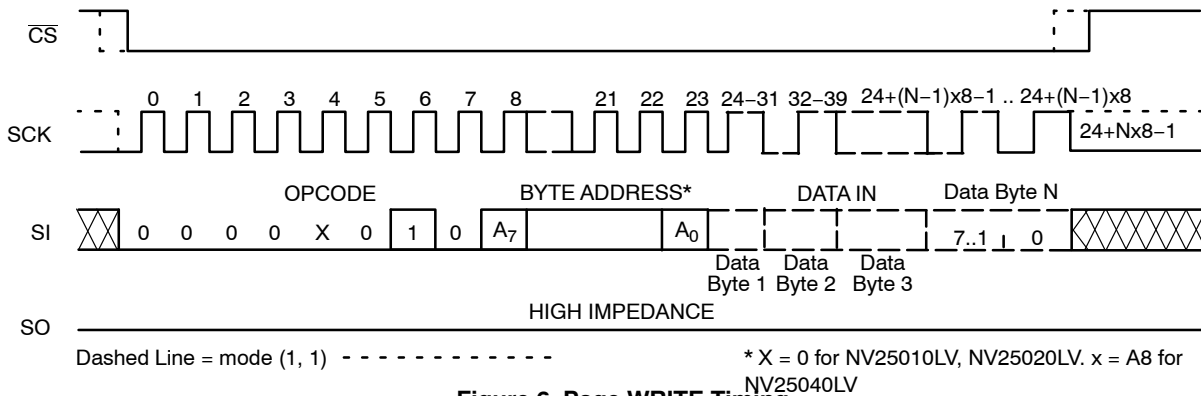 CS
0 1 2 3 4 5 6 7 8 21 22 23 24−31 32−39 24+(N−1)x8−1 .. 24+(N−1)x8
SCK
24+Nx8−1
OPCODE BYTE ADDRESS* DATA IN Data Byte N
SI 0 0 0 0 X 0 1 0 A7 A0 7..1 0
Data Byte 1 Data Byte 2 Data Byte 3
HIGH IMPEDANCE
SO
Dashed Line = mode (1, 1)
* X = 0 for NV25010LV, NV25020LV. x = A8 for
NV25040LV
Figure 6. Page WRITE Timing